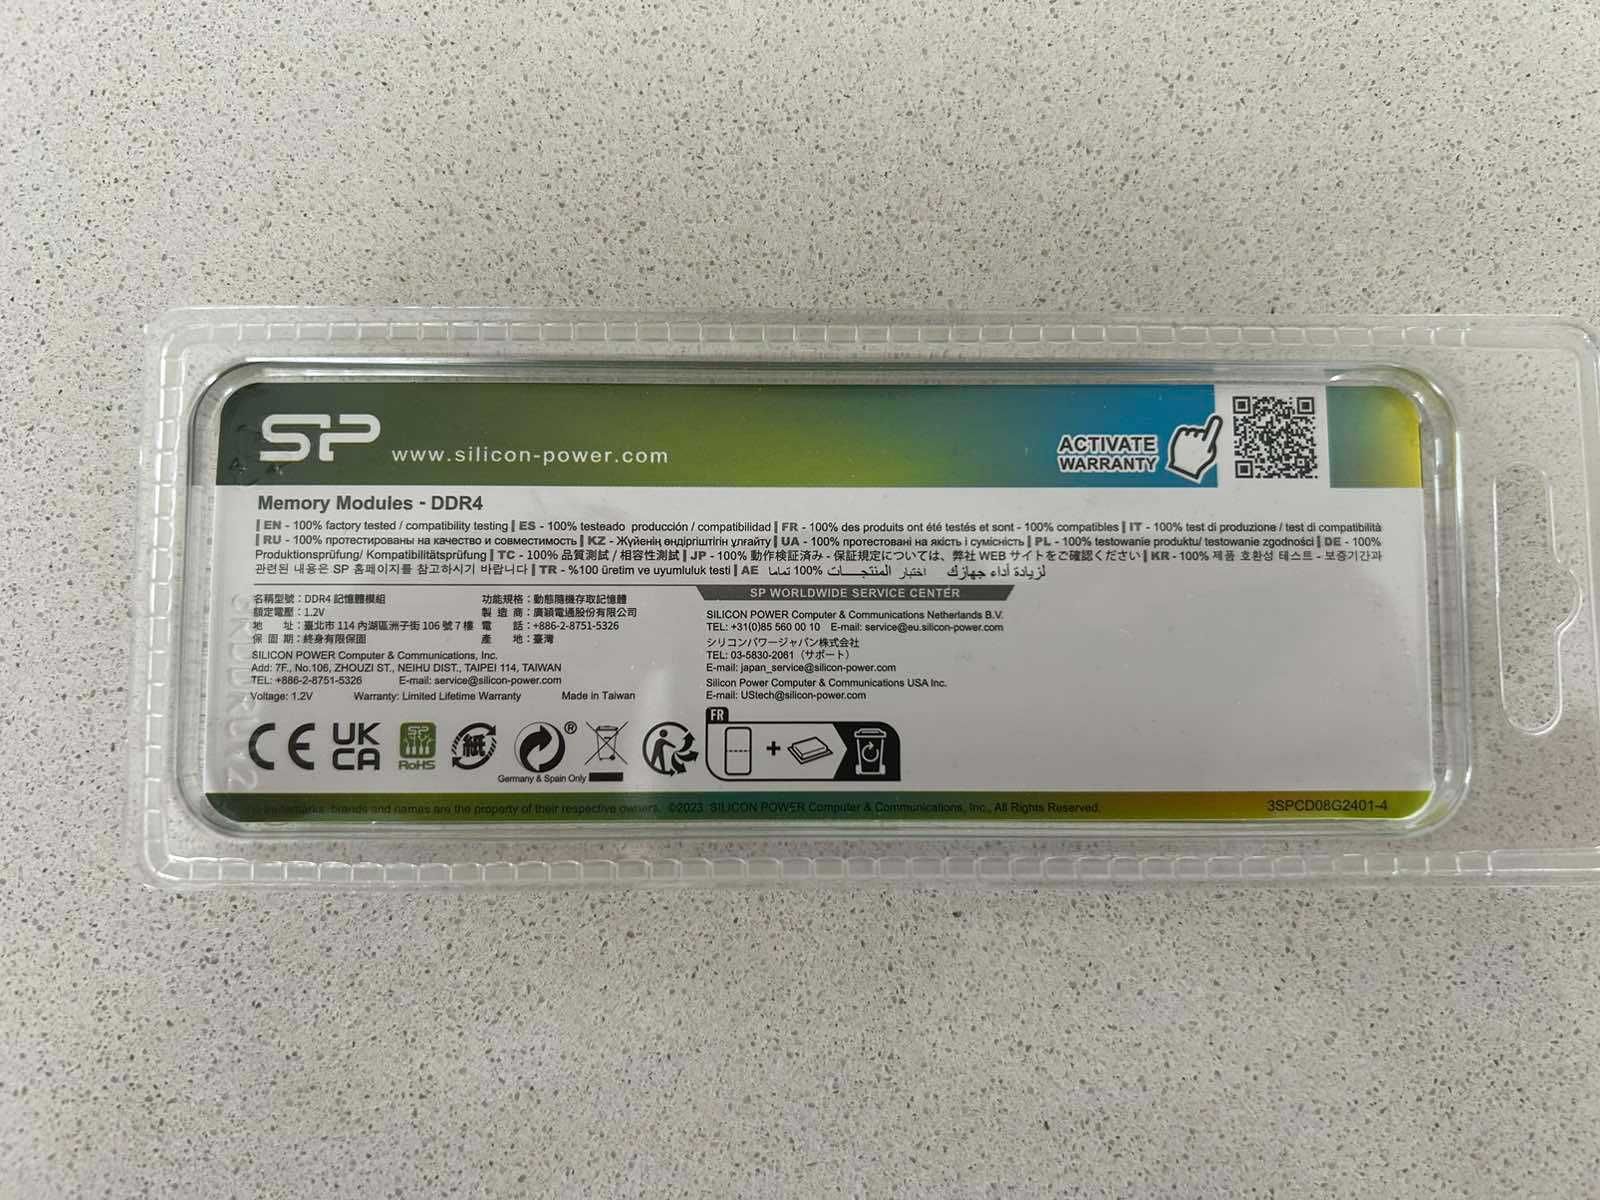 SP
www.silicon-power.com
ACTIVATE
WARRANTY
Memory Modules - DDR4
| EN - 100% factory tested / compatibility testing | ES - 100% testeado producción / compatibilidad | FR - 100% des produits ont été testés et sont - 100% compatibles | IT - 100% test di produzione / test di compatibilità
| RU - 100% протестированы на качество и совместимость | KZ - Жүйенің өндіргіштігін ұлғайту | UA - 100% протестовані на якість і сумісність | PL - 100% testowanie produktu/ testowanie zgodności | DE - 100%
Produktionsprüfung/ Kompatibilitätsprüfung | TC - 100% 品質測試 / 相容性測試 | JP - 100% 動作検証済み - 保証規定については、弊社 WEB サイトをご確認ください | KR - 100% 제품 호환성 테스트 - 보증기간과
관련된 내용은 SP 홈페이지를 참고하시기 바랍니다 | TR - %100 üretim ve uyumluluk testi | AE لزيادة أداء جهازك اختبار المنتجـــات 100% تماما
名稱型號：DDR4 記憶體模組 功能規格：動態隨機存取記憶體
額定電壓：1.2V 製造商：廣穎電通股份有限公司
地址：臺北市 114 內湖區洲子街 106 號 7 樓 電話：+886-2-8751-5326
保固期：終身有限保固 產地：臺灣
SILICON POWER Computer & Communications, Inc.
Add: 7F., No.106, ZHOUZI ST., NEIHU DIST., TAIPEI 114, TAIWAN
TEL: +886-2-8751-5326 E-mail: service@silicon-power.com
Voltage: 1.2V Warranty: Limited Lifetime Warranty Made in Taiwan
SP WORLDWIDE SERVICE CENTER
SILICON POWER Computer & Communications Netherlands B.V.
TEL: +31(0)85 560 00 10 E-mail: service@eu.silicon-power.com
シリコンパワージャパン株式会社
TEL: 03-5830-2061（サポート）
E-mail: japan_service@silicon-power.com
Silicon Power Computer & Communications USA Inc.
E-mail: UStech@silicon-power.com
CE
UK
CA
SP
RoHS
紙
®
Germany & Spain Only
FR
+
trademarks, brands and names are the property of their respective owners. ©2023 SILICON POWER Computer & Communications, Inc., All Rights Reserved.
3SPCD08G2401-4